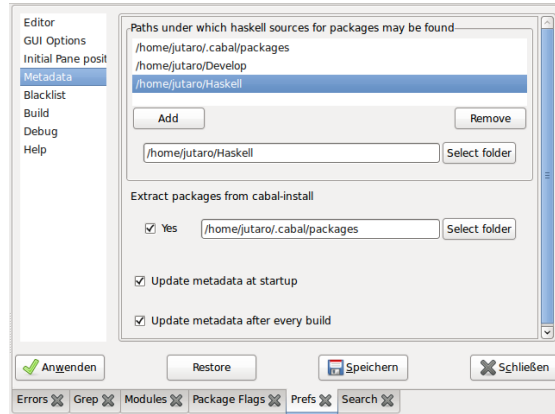 Editor
GUI Options
Initial Pane posit
Metadata
Blacklist
Build
Debug
Help
Paths under which haskell sources for packages may be found
/home/jutaro/.cabal/packages
/home/jutaro/Develop
/home/jutaro/Haskell
Add Remove
/home/jutaro/Haskell Select folder
Extract packages from cabal-install
Yes /home/jutaro/.cabal/packages Select folder
Update metadata at startup
Update metadata after every build
Anwenden Restore Speichern Schließen
Errors Grep Modules Package Flags Prefs Search